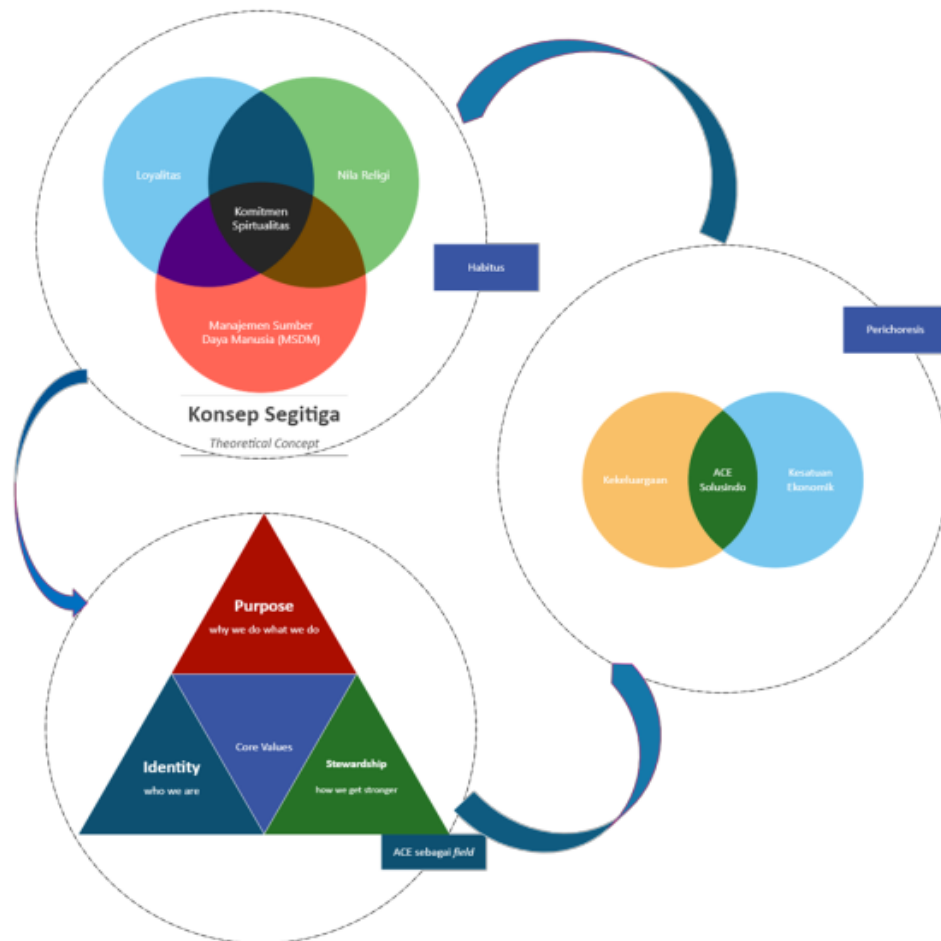 Loyalitas
Nila Religi
Komitmen
Spirtualitas
Manajemen Sumber
Daya Manusia (MSDM)
Habitus
Konsep Segitiga
Theoretical Concept
Perichoresis
Kekeluargaan
ACE
Solusindo
Kesatuan
Ekonomik
Purpose
why we do what we do
Core Values
Identity
who we are
Stewardship
how we get stronger
ACE sebagai field